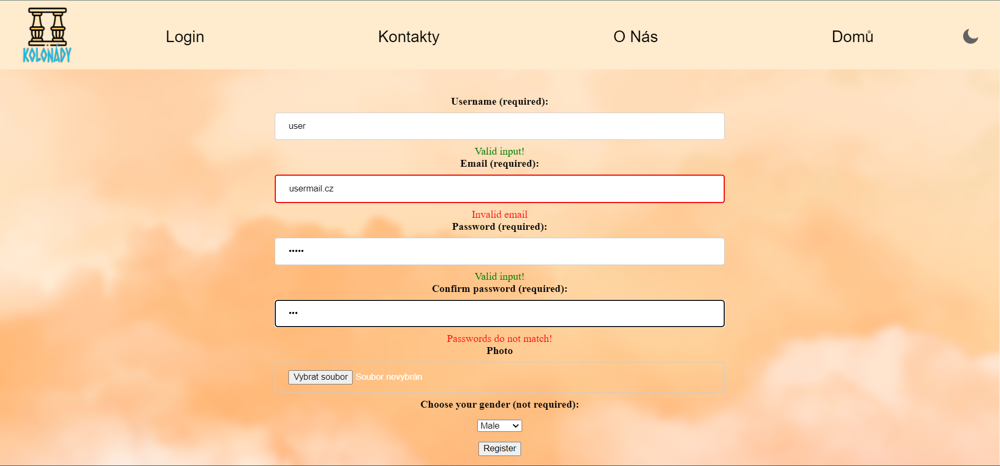 KOLONÁDY
Login Kontakty O Nás Domů
Username (required):
user
Valid input!
Email (required):
usermail.cz
Invalid email
Password (required):
•••••
Valid input!
Confirm password (required):
•••
Passwords do not match!
Photo
Vybrat soubor Soubor nevybrán
Choose your gender (not required):
Male
Register